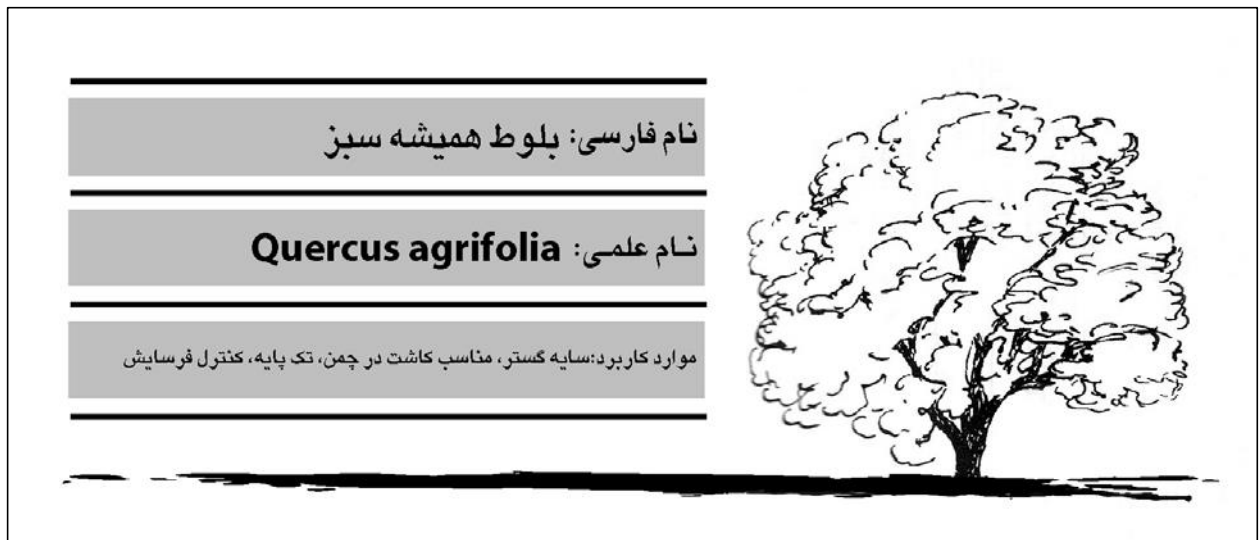 نام فارسی: بلوط همیشه سبز
نام علمی: Quercus agrifolia
موارد کاربرد:سایه گستر، مناسب کاشت در چمن، تک پایه، کنترل فرسایش